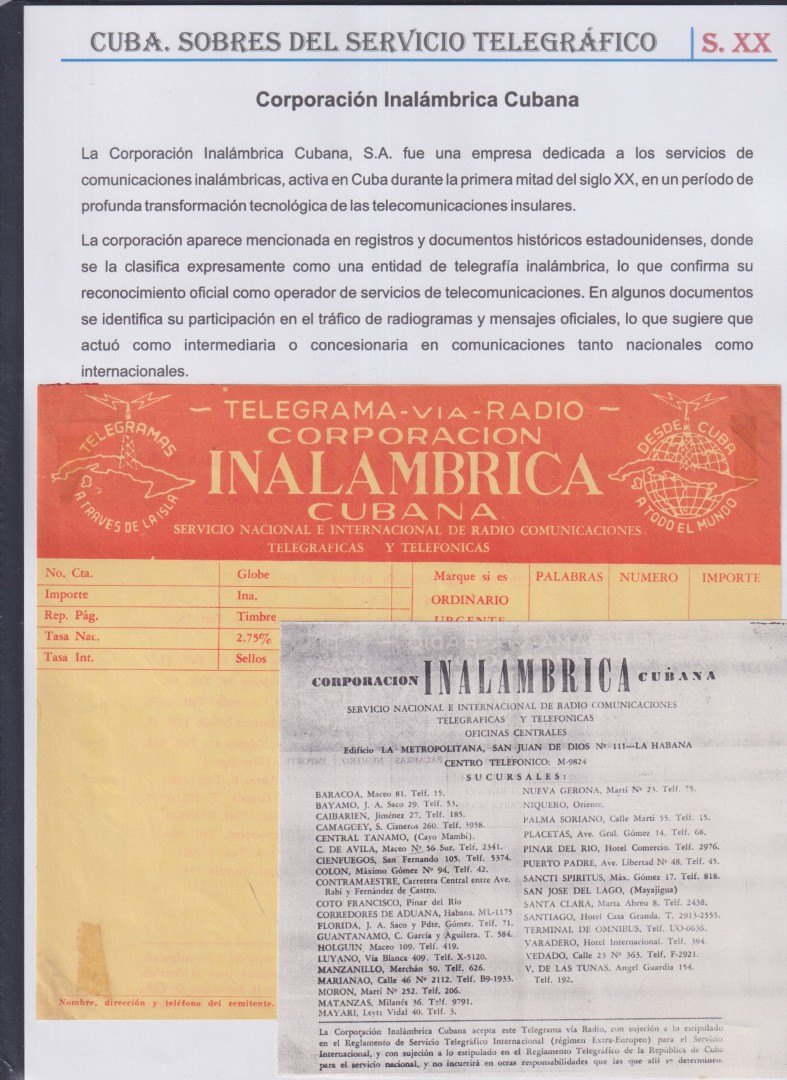 CUBA. SOBRES DEL SERVICIO TELEGRÁFICO
S. XX
Corporación Inalámbrica Cubana
La Corporación Inalámbrica Cubana, S.A. fue una empresa dedicada a los servicios de
comunicaciones inalámbricas, activa en Cuba durante la primera mitad del siglo XX, en un período de
profunda transformación tecnológica de las telecomunicaciones insulares.
La corporación aparece mencionada en registros y documentos históricos estadounidenses, donde
se la clasifica expresamente como una entidad de telegrafía inalámbrica, lo que confirma su
reconocimiento oficial como operador de servicios de telecomunicaciones. En algunos documentos
se identifica su participación en el tráfico de radiogramas y mensajes oficiales, lo que sugiere que
actuó como intermediaria o concesionaria en comunicaciones tanto nacionales como
internacionales.
TELEGRAMAS
A TRAVES DE LA ISLA
- TELEGRAMA-VIA-RADIO -
CORPORACION
INALAMBRICA
CUBANA
SERVICIO NACIONAL E INTERNACIONAL DE RADIO COMUNICACIONES
TELEGRAFICAS Y TELEFONICAS
DESDE CUBA
A TODO EL MUNDO
No. Cta. Globe Marque si es PALABRAS NUMERO IMPORTE
Importe Ina. ORDINARIO
Rep. Pág. Timbre URGENTE
Tasa Nac. 2.75%
Tasa Int. Sellos
Nombre, dirección y teléfono del remitente.
CORPORACION INALAMBRICA CUBANA
SERVICIO NACIONAL E INTERNACIONAL DE RADIO COMUNICACIONES
TELEGRAFICAS Y TELEFONICAS
OFICINAS CENTRALES
Edificio LA METROPOLITANA, SAN JUAN DE DIOS Nº 111—LA HABANA
CENTRO TELEFONICO: M-9824
SUCURSALES:
BARACOA, Maceo 81. Telf. 15.
BAYAMO, J. A. Saco 29. Telf. 53.
CAIBARIEN, Jiménez 27. Telf. 185.
CAMAGUEY, S. Cisneros 260. Telf. 3958.
CENTRAL TANAMO, (Cayo Mambí).
C. DE AVILA, Maceo Nº 56 Sur. Telf. 2341.
CIENFUEGOS, San Fernando 105. Telf. 5374.
COLON, Máximo Gómez Nº 94. Telf. 42.
CONTRAMAESTRE, Carretera Central entre Ave.
Rabí y Fernández de Castro.
COTO FRANCISCO, Pinar del Río
CORREDORES DE ADUANA, Habana. ML-1175
FLORIDA, J. A. Saco y Pdte. Gómez. Telf. 71.
GUANTANAMO, C. García y Aguilera. T. 584.
HOLGUIN Maceo 109. Telf. 419.
LUYANO, Vía Blanca 409. Telf. X-5120.
MANZANILLO, Merchán 50. Telf. 626.
MARIANAO, Calle 46 Nº 2112. Telf. B9-1933.
MORON, Martí Nº 252. Telf. 206.
MATANZAS, Milanés 36. Telf. 9791.
MAYARI, Leyte Vidal 40. Telf. 3.
NUEVA GERONA, Martí Nº 23. Telf. 75.
NIQUERO, Oriente.
PALMA SORIANO, Calle Martí 55. Telf. 15.
PLACETAS, Ave. Gral. Gómez 14. Telf. 68.
PINAR DEL RIO, Hotel Comercio. Telf. 2976.
PUERTO PADRE, Ave. Libertad Nº 48. Telf. 45.
SANCTI SPIRITUS, Máx. Gómez 17. Telf. 818.
SAN JOSE DEL LAGO, (Mayajigua)
SANTA CLARA, Marta Abreu 8. Telf. 2438.
SANTIAGO, Hotel Casa Granda. T. 2913-2553.
TERMINAL DE OMNIBUS. Telf. UO-6636.
VARADERO, Hotel Internacional. Telf. 394.
VEDADO, Calle 23 Nº 363. Telf. F-2921.
V. DE LAS TUNAS, Angel Guardia 154.
Telf. 192.
La Corporación Inalámbrica Cubana acepta este Telegrama vía Radio, con sujeción a lo estipulado
en el Reglamento de Servicio Telegráfico Internacional (régimen Extra-Europeo) para el Servicio
Internacional, y con sujeción a lo estipulado en el Reglamento Telegráfico de la República de Cuba
para el servicio nacional, y no incurrirá en otras responsabilidades que las que allí se determinen.